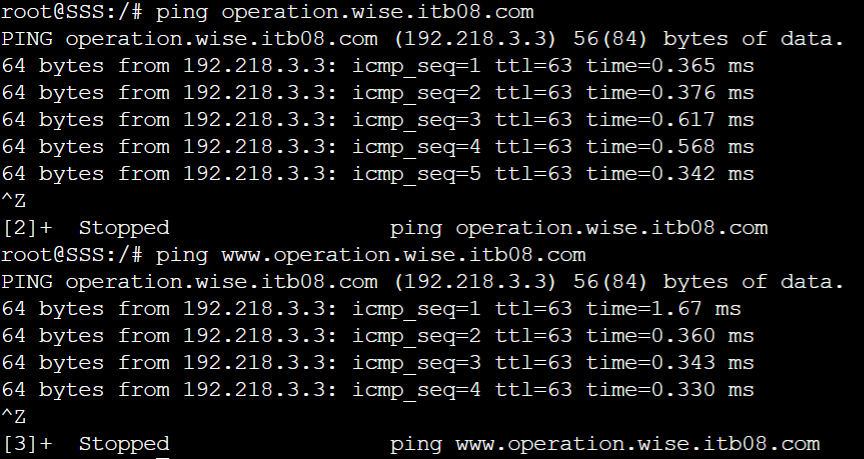 root@SSS:/# ping operation.wise.itb08.com
PING operation.wise.itb08.com (192.218.3.3) 56(84) bytes of data.
64 bytes from 192.218.3.3: icmp_seq=1 ttl=63 time=0.365 ms
64 bytes from 192.218.3.3: icmp_seq=2 ttl=63 time=0.376 ms
64 bytes from 192.218.3.3: icmp_seq=3 ttl=63 time=0.617 ms
64 bytes from 192.218.3.3: icmp_seq=4 ttl=63 time=0.568 ms
64 bytes from 192.218.3.3: icmp_seq=5 ttl=63 time=0.342 ms
^Z
[2]+  Stopped                 ping operation.wise.itb08.com
root@SSS:/# ping www.operation.wise.itb08.com
PING operation.wise.itb08.com (192.218.3.3) 56(84) bytes of data.
64 bytes from 192.218.3.3: icmp_seq=1 ttl=63 time=1.67 ms
64 bytes from 192.218.3.3: icmp_seq=2 ttl=63 time=0.360 ms
64 bytes from 192.218.3.3: icmp_seq=3 ttl=63 time=0.343 ms
64 bytes from 192.218.3.3: icmp_seq=4 ttl=63 time=0.330 ms
^Z
[3]+  Stopped                 ping www.operation.wise.itb08.com